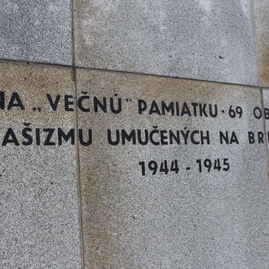 NA „VEČNÚ" PAMIATKU · 69 OB
AŠIZMU UMUČENÝCH NA BR
1944 - 1945